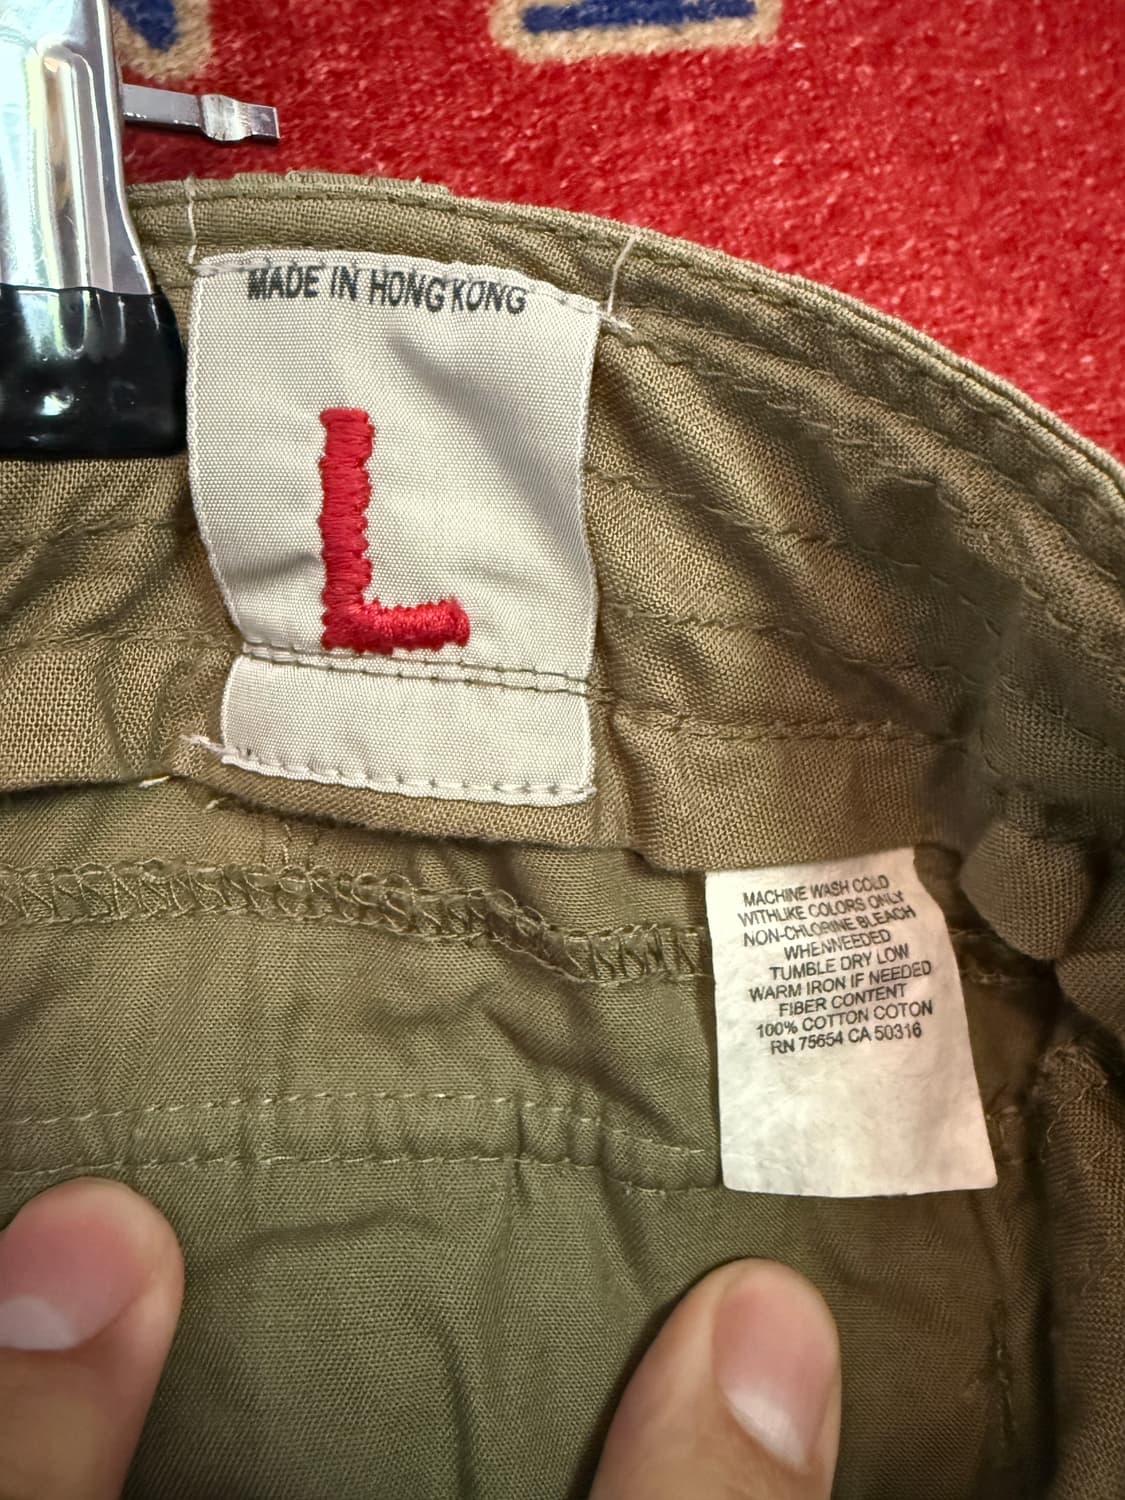 MADE IN HONG KONG
L
MACHINE WASH COLD
WITHLIKE COLORS ONLY
NON-CHLORINE BLEACH
WHENNEEDED
TUMBLE DRY LOW
WARM IRON IF NEEDED
FIBER CONTENT
100% COTTON COTON
RN 75654 CA 50316